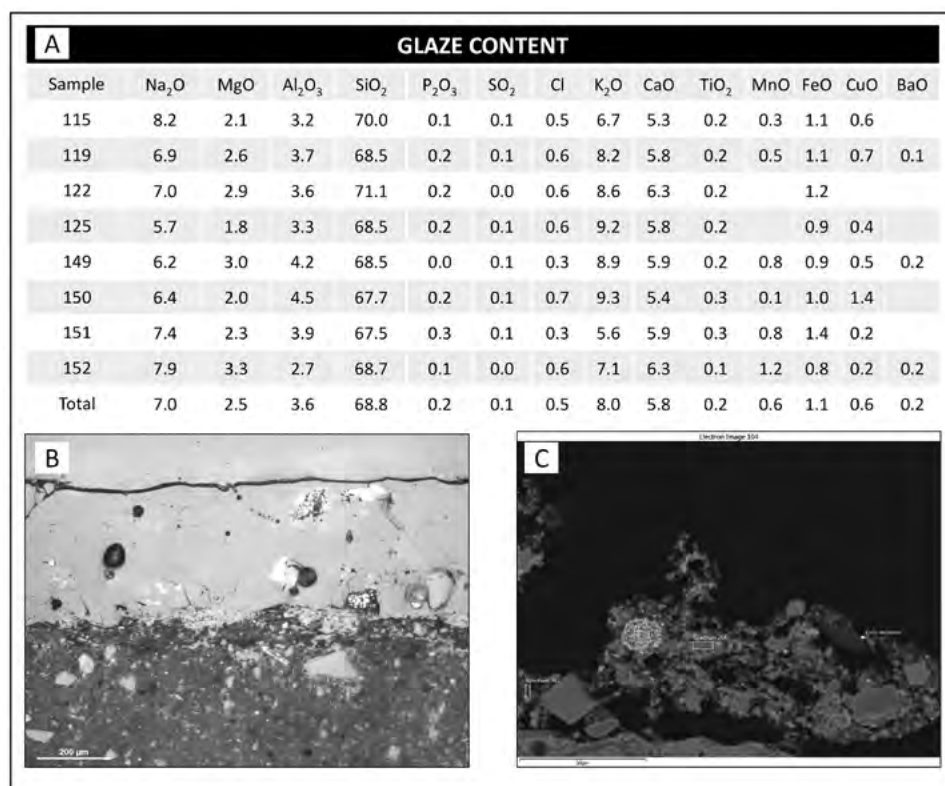 A
GLAZE CONTENT
Sample Na₂O MgO Al₂O₃ SiO₂ P₂O₃ SO₂ Cl K₂O CaO TiO₂ MnO FeO CuO BaO
115 8.2 2.1 3.2 70.0 0.1 0.1 0.5 6.7 5.3 0.2 0.3 1.1 0.6
119 6.9 2.6 3.7 68.5 0.2 0.1 0.6 8.2 5.8 0.2 0.5 1.1 0.7 0.1
122 7.0 2.9 3.6 71.1 0.2 0.0 0.6 8.6 6.3 0.2 1.2
125 5.7 1.8 3.3 68.5 0.2 0.1 0.6 9.2 5.8 0.2 0.9 0.4
149 6.2 3.0 4.2 68.5 0.0 0.1 0.3 8.9 5.9 0.2 0.8 0.9 0.5 0.2
150 6.4 2.0 4.5 67.7 0.2 0.1 0.7 9.3 5.4 0.3 0.1 1.0 1.4
151 7.4 2.3 3.9 67.5 0.3 0.1 0.3 5.6 5.9 0.3 0.8 1.4 0.2
152 7.9 3.3 2.7 68.7 0.1 0.0 0.6 7.1 6.3 0.1 1.2 0.8 0.2 0.2
Total 7.0 2.5 3.6 68.8 0.2 0.1 0.5 8.0 5.8 0.2 0.6 1.1 0.6 0.2
B
200 µm
C
Electron Image 104